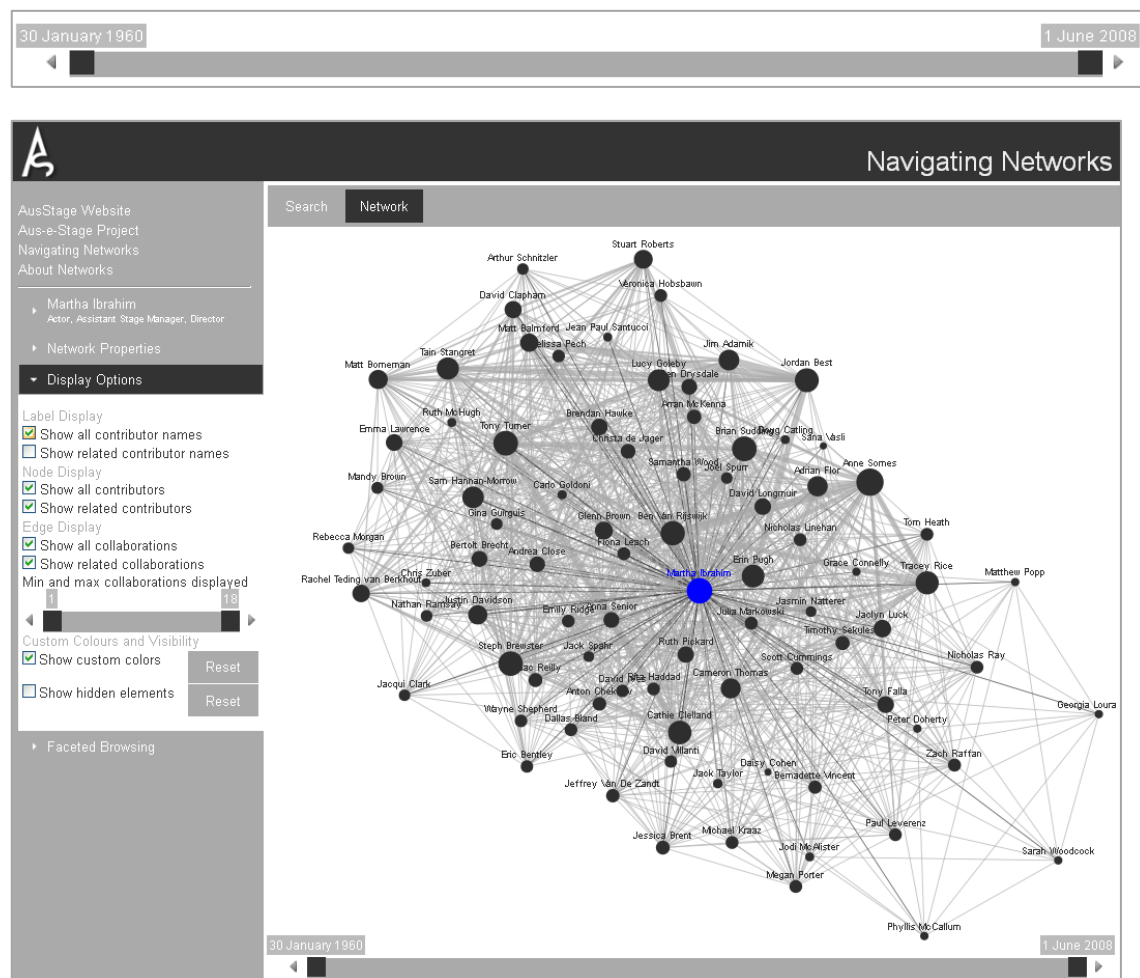 30 January 1960
1 June 2008
Navigating Networks
AusStage Website
Aus-e-Stage Project
Navigating Networks
About Networks
Martha Ibrahim
Actor, Assistant Stage Manager, Director
Network Properties
Display Options
Label Display
Show all contributor names
Show related contributor names
Node Display
Show all contributors
Show related contributors
Edge Display
Show all collaborations
Show related collaborations
Min and max collaborations displayed
1
18
Custom Colours and Visibility
Show custom colors
Reset
Show hidden elements
Reset
Faceted Browsing
Search
Network
Stuart Roberts
Arthur Schnitzler
Veronica Hobsbawn
David Clapham
Matt Balmford
Jean Paul Santucci
Jim Adamik
Tain Stangret
Matt Borneman
Lucy Goleby
Jordan Best
Drysdale
Arran McKenna
Ruth McHugh
Brendan Hawke
Emma Lawrence
Tony Turner
Christa de Jager
Brian Sudding
Doug Catling
Sana Vasli
Samantha Wood
Joel Spurr
Adrian Flor
Anne Somes
Mandy Brown
Sam Hannan-Morrow
Carlo Goldoni
David Longmuir
Gina Guirguis
Glenn Brown
Ben Van Rijswijk
Nicholas Linehan
Tom Heath
Rebecca Morgan
Bertolt Brecht
Andrea Close
Fiona Leach
Erin Pugh
Grace Connelly
Tracey Rice
Chris Zuber
Martha Ibrahim
Matthew Popp
Rachel Teding van Berkhout
Nathan Ramsay
Justin Davidson
Emily Ridge
Anna Senior
Julia Markowski
Jasmin Natterer
Jaclyn Luck
Timothy Sekules
Steph Brewster
Jack Spahr
Ruth Pickard
Scott Cummings
Nicholas Ray
Jacqui Clark
Reilly
Anton Chekhov
David
Rita Haddad
Cameron Thomas
Tony Falla
Georgia Loura
Wayne Shepherd
Dallas Bland
Cathie Clelland
Peter Doherty
Eric Bentley
David Villanti
Daisy Cohen
Zach Raffan
Jeffrey Van De Zandt
Jack Taylor
Bernadette Vincent
Jessica Brent
Michael Kraaz
Paul Leverenz
Jodi McAlister
Sarah Woodcock
Megan Porter
Phyllis McCallum
30 January 1960
1 June 2008